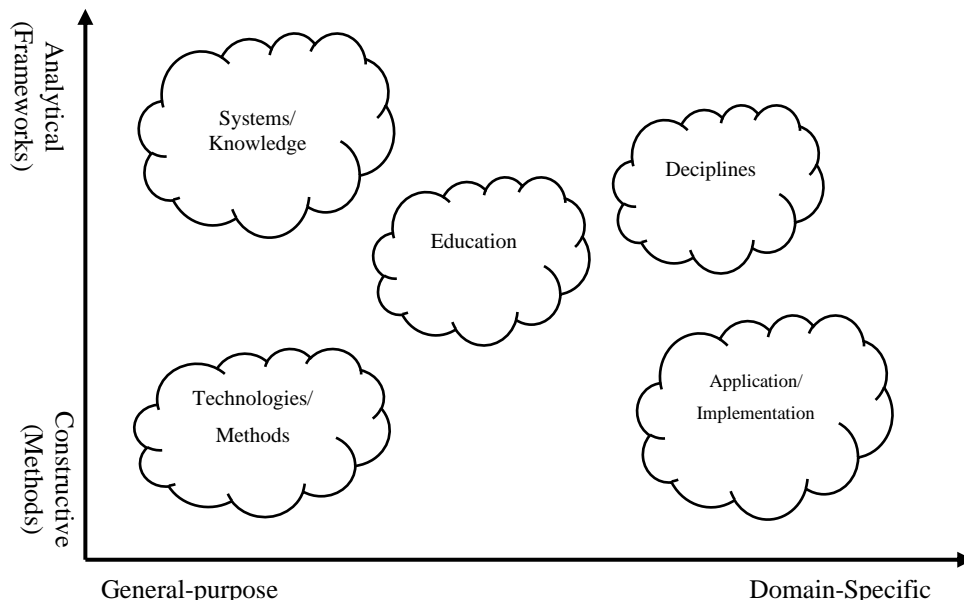 Analytical
(Frameworks)
Systems/
Knowledge
Deciplines
Education
Technologies/
Methods
Application/
Implementation
Constructive
(Methods)
General-purpose
Domain-Specific